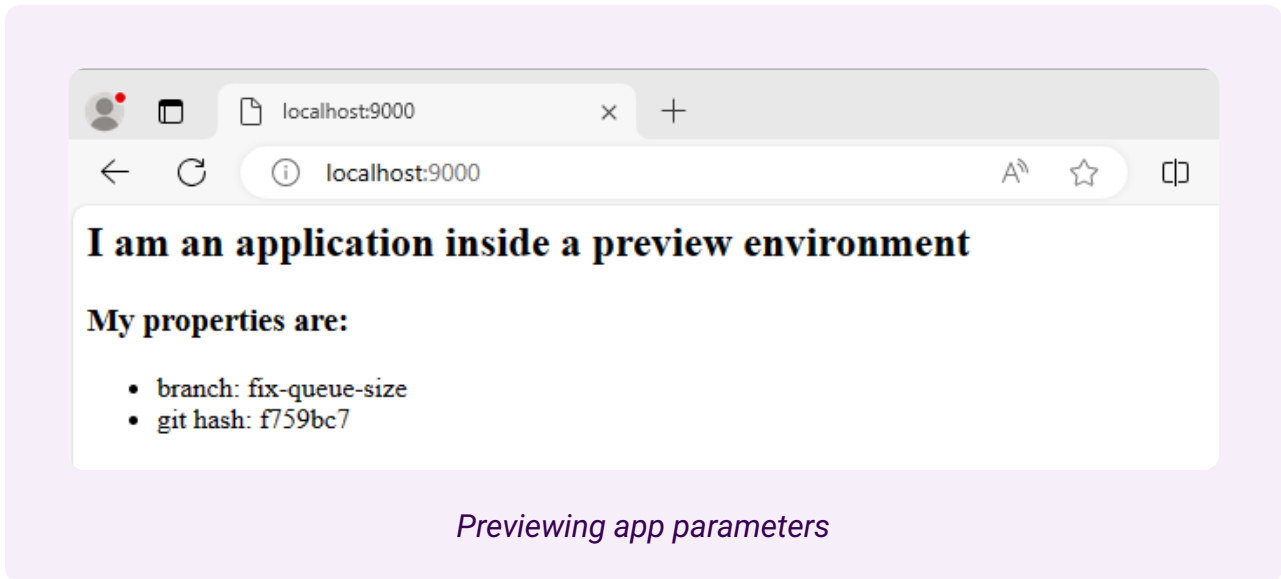 localhost:9000
localhost:9000
I am an application inside a preview environment
My properties are:
• branch: fix-queue-size
• git hash: f759bc7
Previewing app parameters